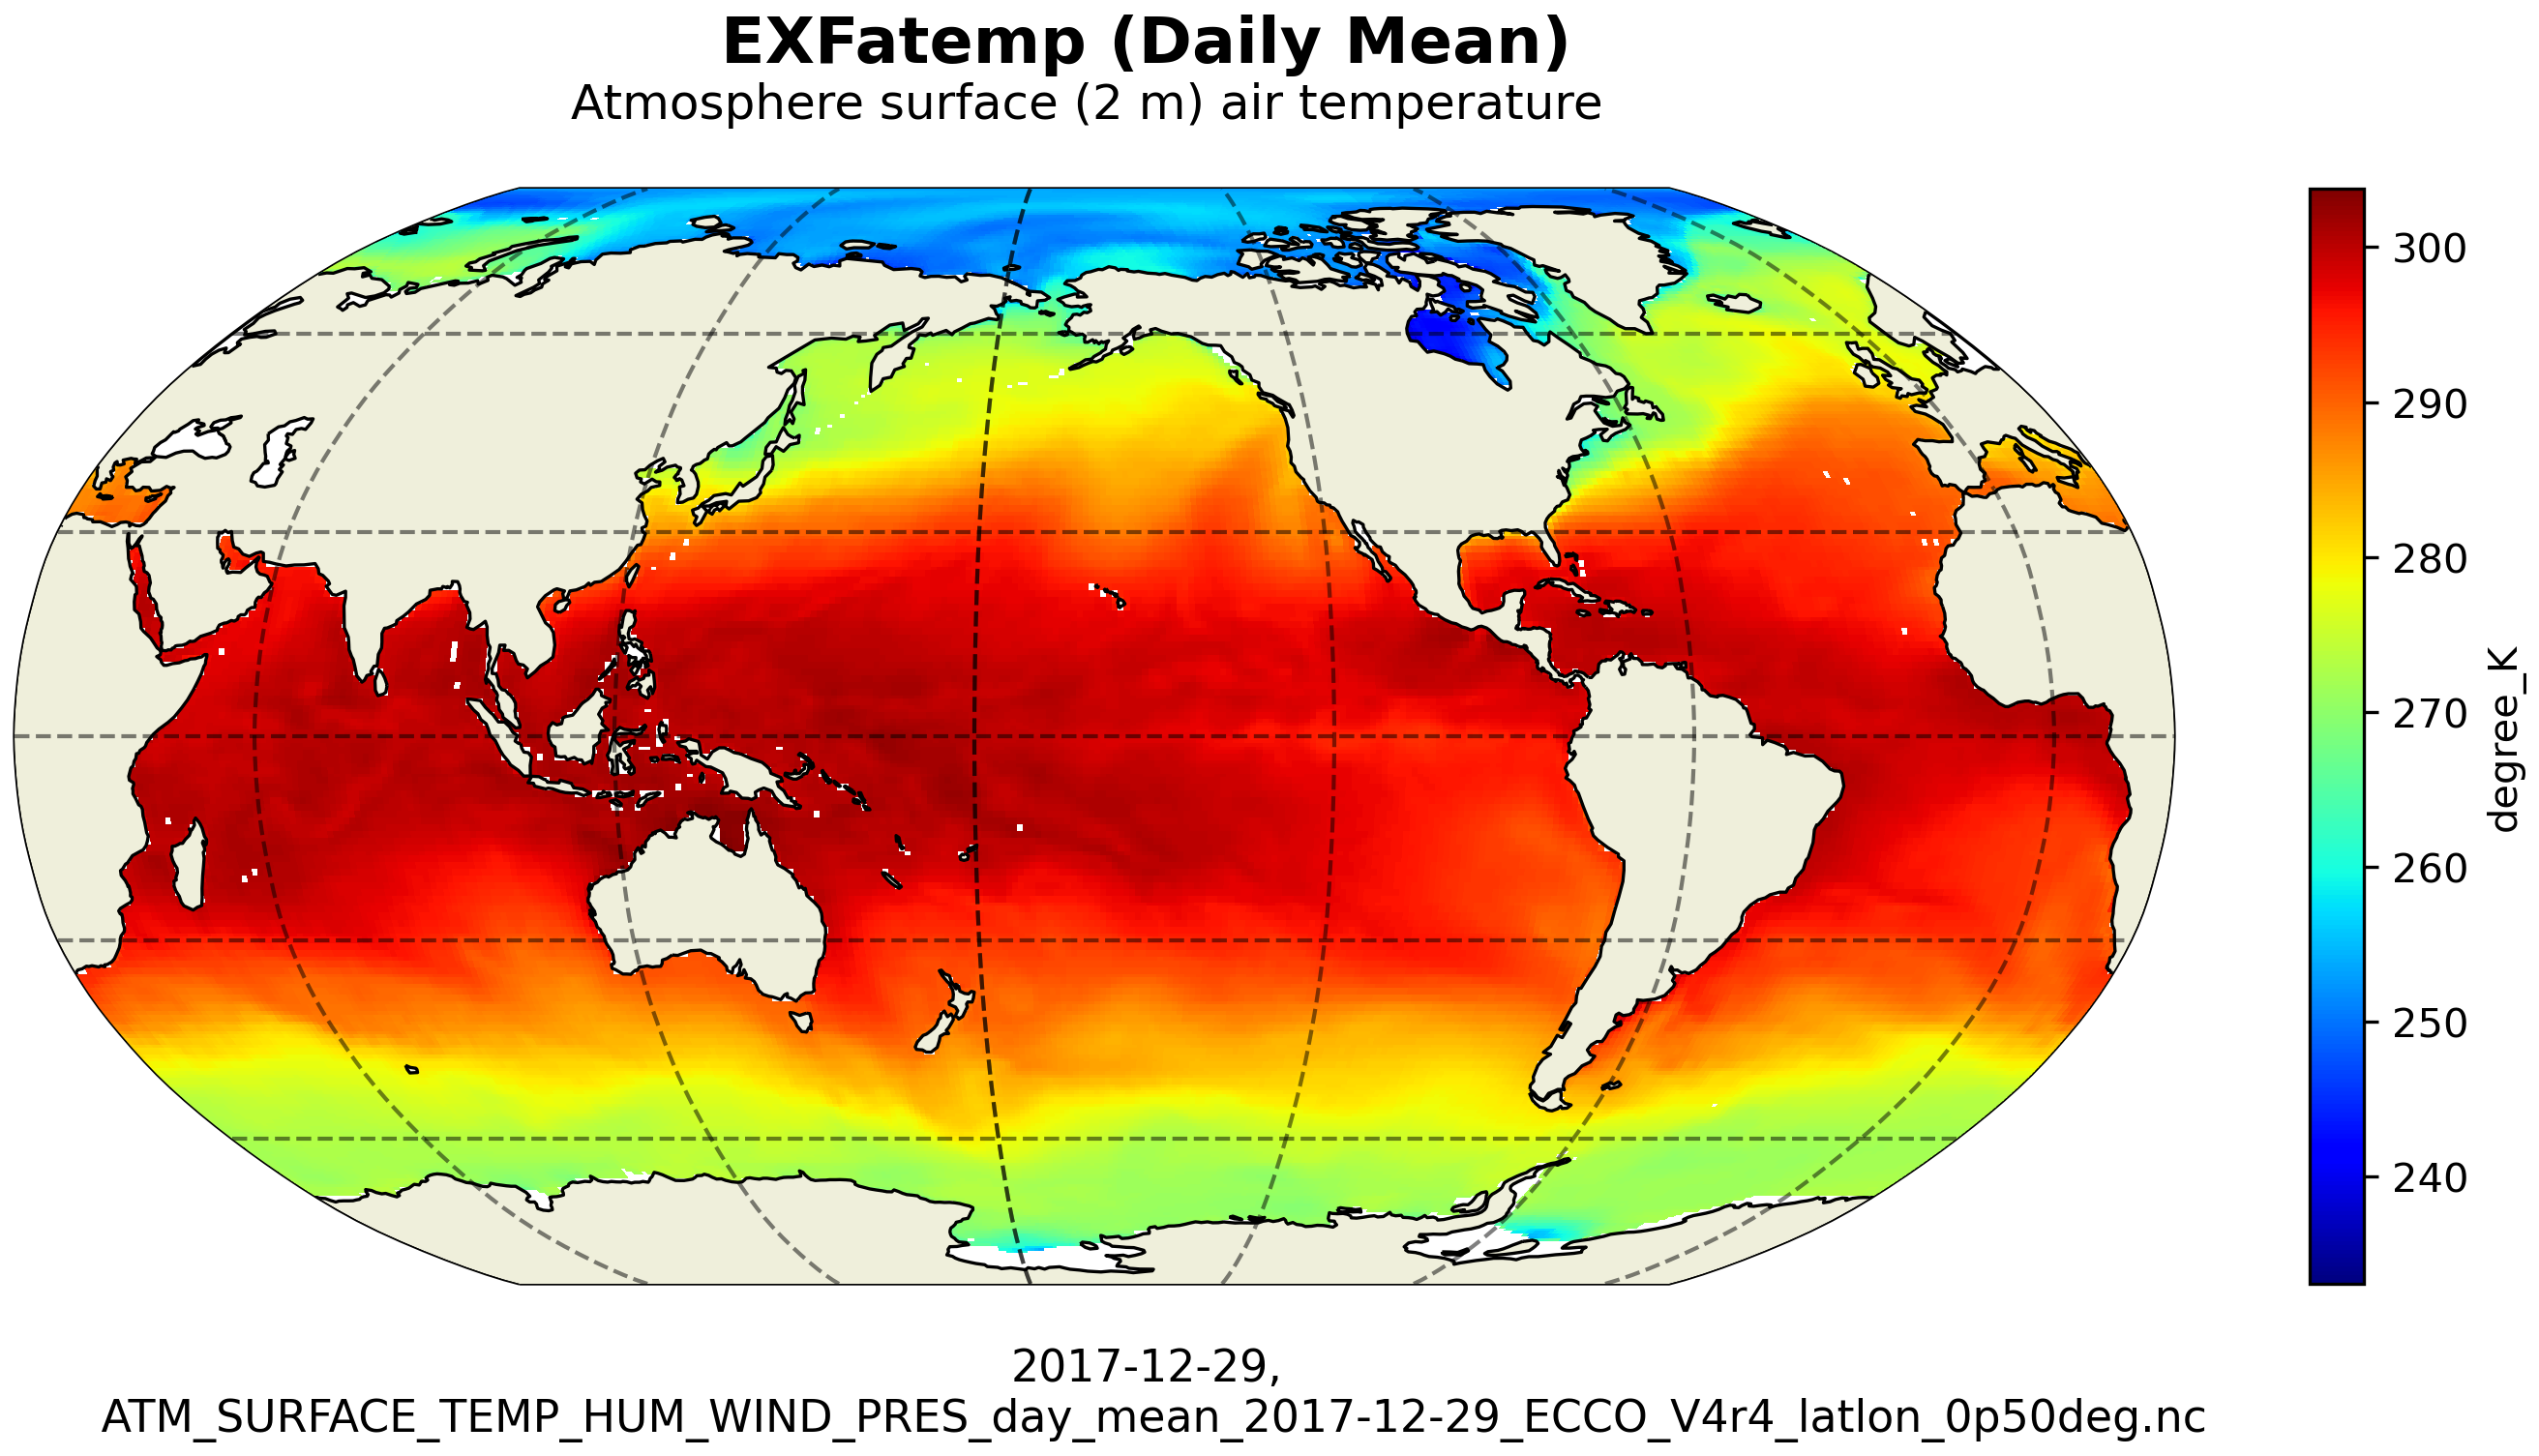 EXFatemp (Daily Mean)
Atmosphere surface (2 m) air temperature
300
290
280
270
260
250
240
degree_K
2017-12-29,
ATM_SURFACE_TEMP_HUM_WIND_PRES_day_mean_2017-12-29_ECCO_V4r4_latlon_0p50deg.nc